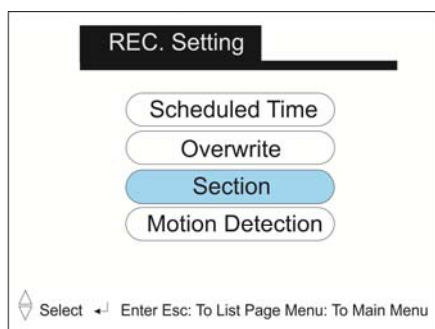 REC. Setting
Scheduled Time
Overwrite
Section
Motion Detection
Select ↵ Enter Esc: To List Page Menu: To Main Menu